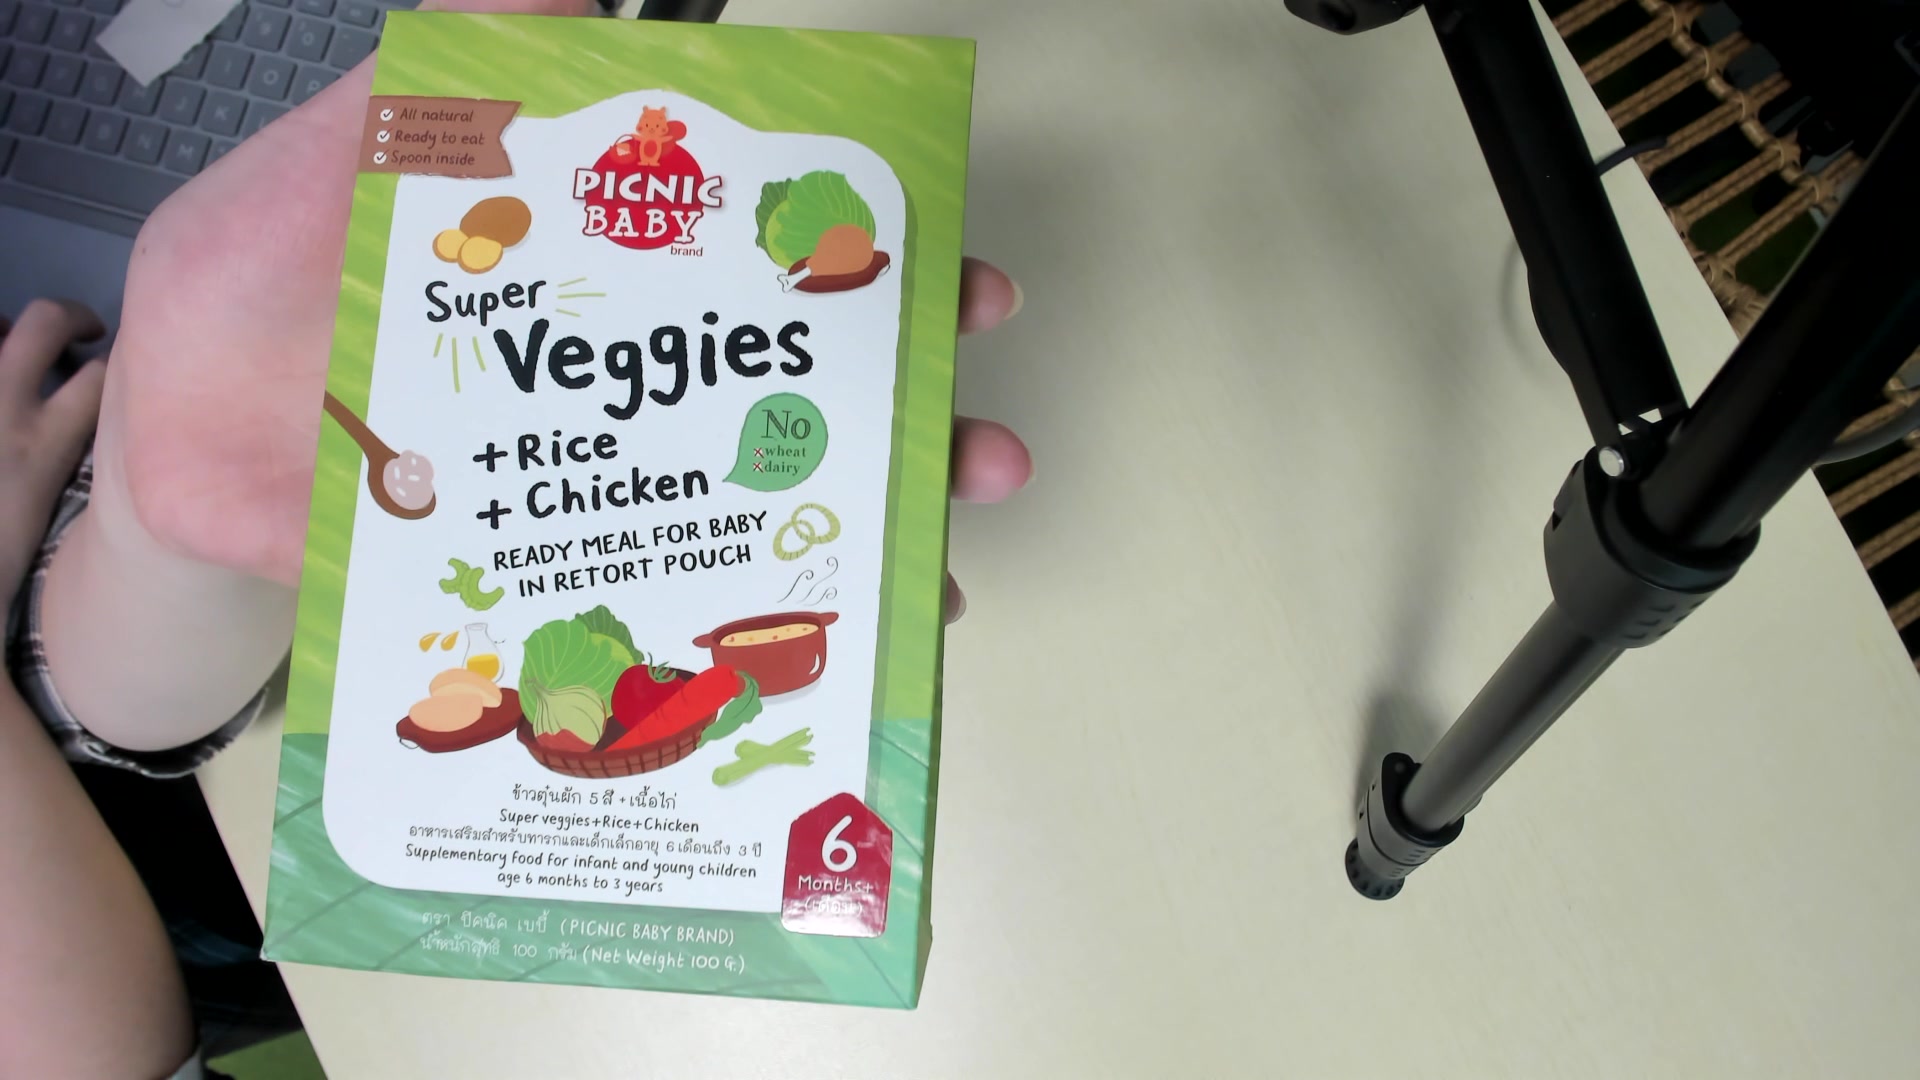 All natural
Ready to eat
Spoon inside
PICNIC
BABY
brand
Super
Veggies
+Rice
+ Chicken
No
wheat
dairy
READY MEAL FOR BABY
IN RETORT POUCH
ข้าวตุ๋นผัก 5 สี + เนื้อไก่
Super veggies+Rice+Chicken
อาหารเสริมสำหรับทารกและเด็กเล็กอายุ 6 เดือนถึง 3 ปี
Supplementary food for infant and young children
age 6 months to 3 years
6
Months+
(เดือน)
ตรา ปิคนิค เบบี้ (PICNIC BABY BRAND)
น้ำหนักสุทธิ 100 กรัม (Net Weight 100 G.)